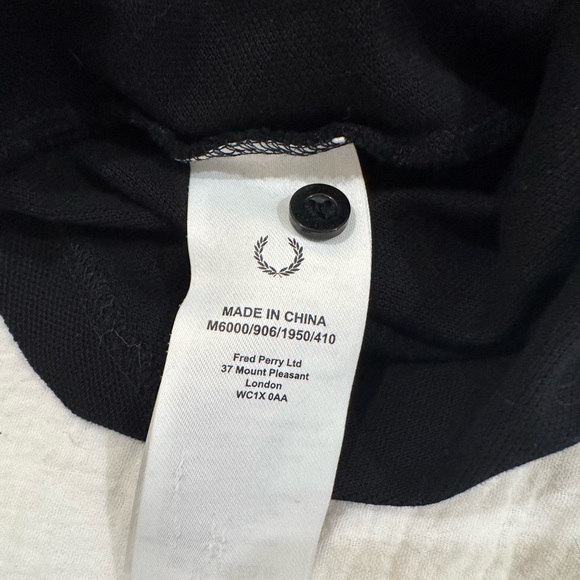 MADE IN CHINA
M6000/906/1950/410
Fred Perry Ltd
37 Mount Pleasant
London
WC1X 0AA